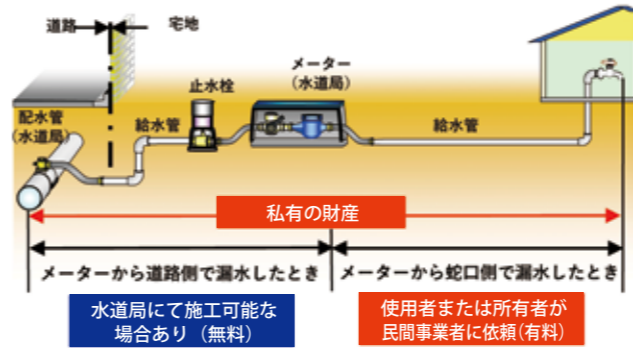 道路
宅地
メーター
(水道局)
止水栓
配水管
(水道局)
給水管
給水管
私有の財産
メーターから道路側で漏水したとき
メーターから蛇口側で漏水したとき
水道局にて施工可能な
場合あり（無料）
使用者または所有者が
民間事業者に依頼(有料)